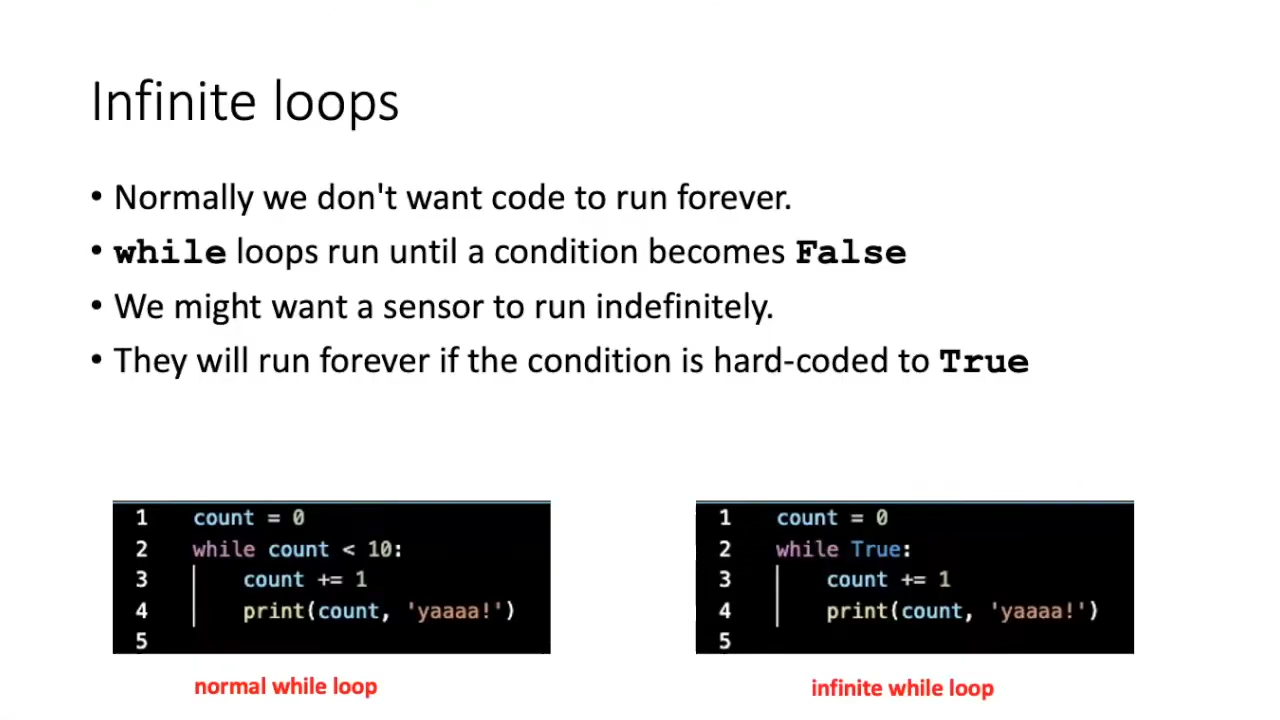 Infinite loops
• Normally we don't want code to run forever.
• while loops run until a condition becomes False
• We might want a sensor to run indefinitely.
• They will run forever if the condition is hard-coded to True
1 count = 0
2 while count < 10:
3 count += 1
4 print(count, 'yaaaa!')
5
normal while loop
1 count = 0
2 while True:
3 count += 1
4 print(count, 'yaaaa!')
5
infinite while loop